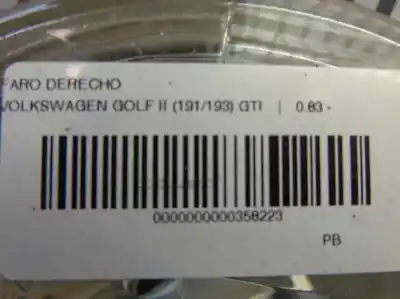 FARO DERECHO
VOLKSWAGEN GOLF II (191/193) GTI | 0.83 -
0000000000358223
PB